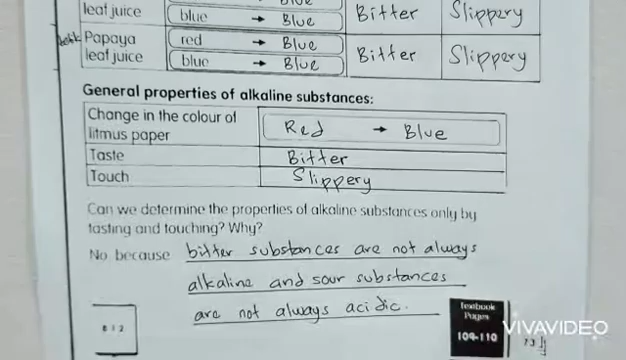 leaf juice blue → Blue Bitter Slippery
Papaya leaf juice red → Blue Bitter Slippery
blue → Blue
General properties of alkaline substances:
Change in the colour of litmus paper Red → Blue
Taste Bitter
Touch Slippery
Can we determine the properties of alkaline substances only by
tasting and touching? Why?
No because bitter substances are not always
alkaline and sour substances
are not always acidic.
Textbook
Pages
109-110
VIVAVIDEO